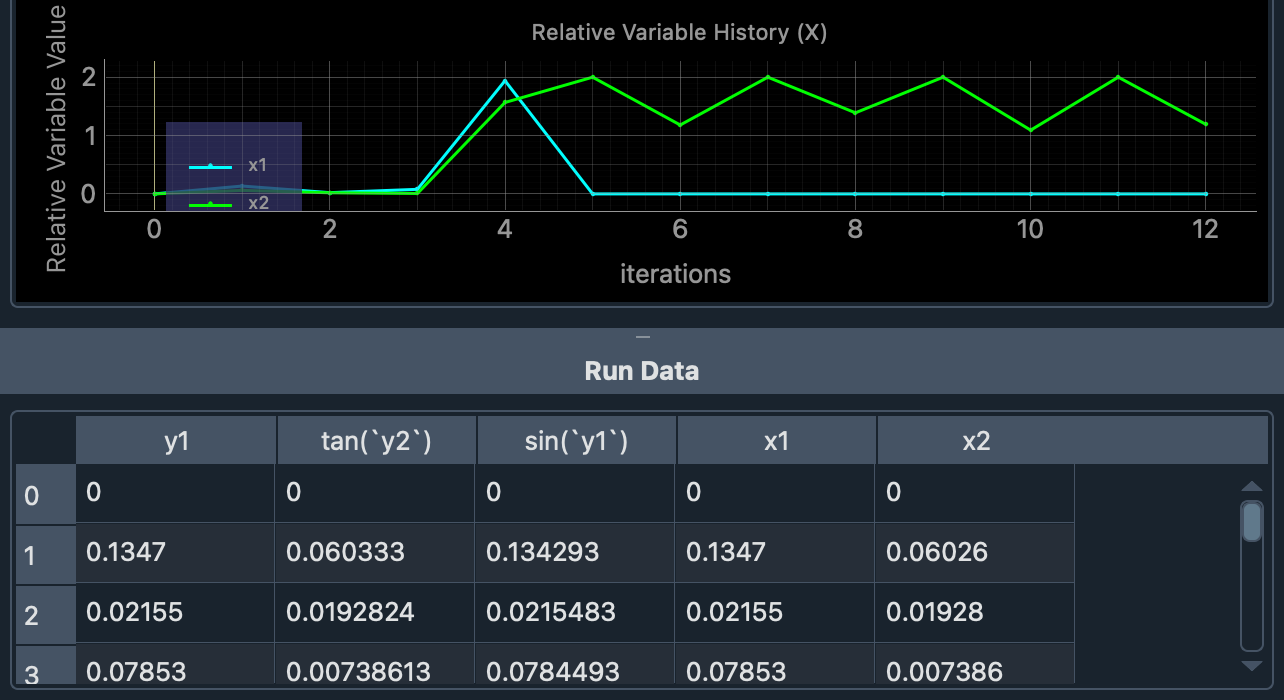 Relative Variable History (X)
Relative Variable Value
2
1
0
x1
x2
0 2 4 6 8 10 12
iterations
Run Data
y1 tan(`y2`) sin(`y1`) x1 x2
0 0 0 0 0 0
1 0.1347 0.060333 0.134293 0.1347 0.06026
2 0.02155 0.0192824 0.0215483 0.02155 0.01928
3 0.07853 0.00738613 0.0784493 0.07853 0.007386